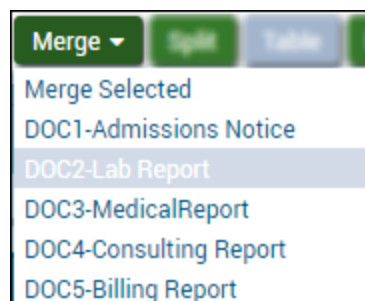 Merge
Split Table
Merge Selected
DOC1-Admissions Notice
DOC2-Lab Report
DOC3-MedicalReport
DOC4-Consulting Report
DOC5-Billing Report